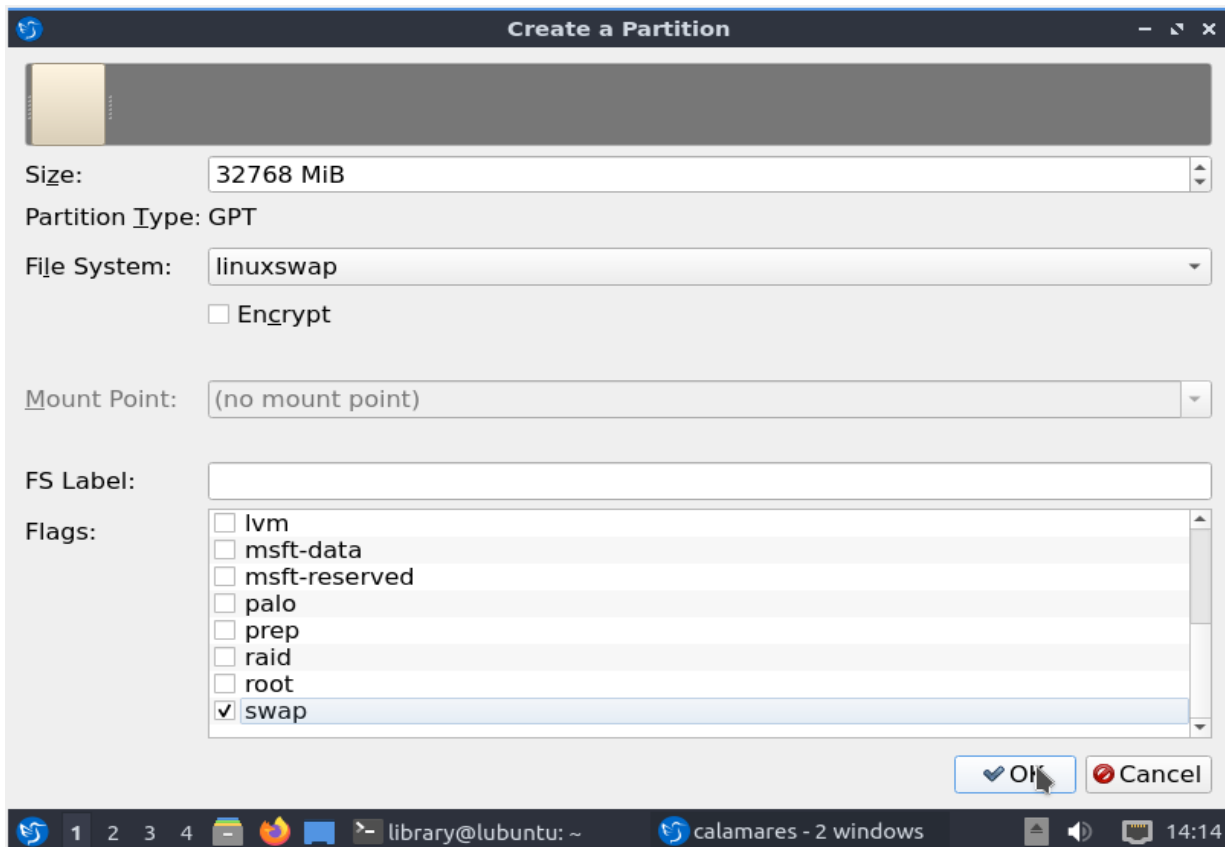 Create a Partition
Size: 32768 MiB
Partition Type: GPT
File System: linuxswap
Encrypt
Mount Point: (no mount point)
FS Label:
Flags:
lvm
msft-data
msft-reserved
palo
prep
raid
root
swap
OK Cancel
1 2 3 4 library@lubuntu: ~ calamares - 2 windows 14:14